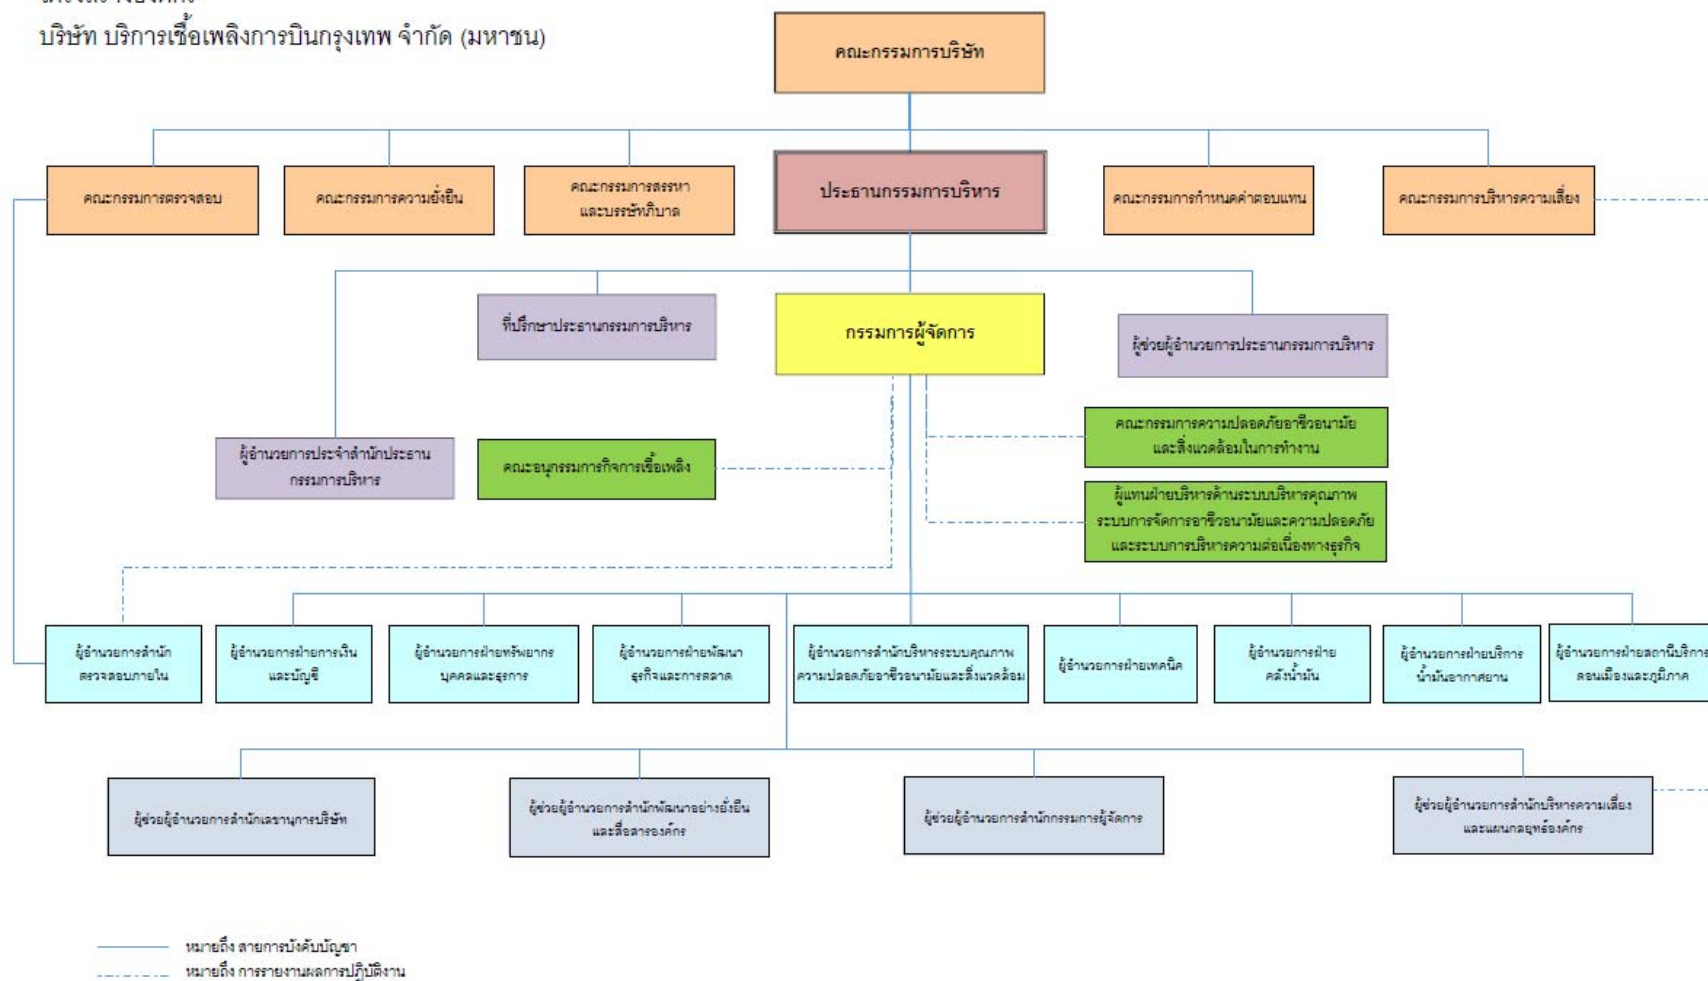 บริษัท บริการเชื้อเพลิงการบินกรุงเทพ จำกัด (มหาชน)
คณะกรรมการบริษัท
คณะกรรมการตรวจสอบ
คณะกรรมการความยั่งยืน
คณะกรรมการสรรหา
และบรรษัทภิบาล
ประธานกรรมการบริหาร
คณะกรรมการกำหนดค่าตอบแทน
คณะกรรมการบริหารความเสี่ยง
ที่ปรึกษาประธานกรรมการบริหาร
กรรมการผู้จัดการ
ผู้ช่วยผู้อำนวยการประธานกรรมการบริหาร
ผู้อำนวยการประจำสำนักประธาน
กรรมการบริหาร
คณะอนุกรรมการกิจการเชื้อเพลิง
คณะกรรมการความปลอดภัยอาชีวอนามัย
และสิ่งแวดล้อมในการทำงาน
ผู้แทนฝ่ายบริหารด้านระบบบริหารคุณภาพ
ระบบการจัดการอาชีวอนามัยและความปลอดภัย
และระบบการบริหารความต่อเนื่องทางธุรกิจ
ผู้อำนวยการสำนัก
ตรวจสอบภายใน
ผู้อำนวยการฝ่ายการเงิน
และบัญชี
ผู้อำนวยการฝ่ายทรัพยากร
บุคคลและธุรการ
ผู้อำนวยการฝ่ายพัฒนา
ธุรกิจและการตลาด
ผู้อำนวยการสำนักบริหารระบบคุณภาพ
ความปลอดภัยอาชีวอนามัยและสิ่งแวดล้อม
ผู้อำนวยการฝ่ายเทคนิค
ผู้อำนวยการฝ่าย
คลังน้ำมัน
ผู้อำนวยการฝ่ายบริการ
น้ำมันอากาศยาน
ผู้อำนวยการฝ่ายสถานีบริการ
ดอนเมืองและภูมิภาค
ผู้ช่วยผู้อำนวยการสำนักเลขานุการบริษัท
ผู้ช่วยผู้อำนวยการสำนักพัฒนาอย่างยั่งยืน
และสื่อสารองค์กร
ผู้ช่วยผู้อำนวยการสำนักกรรมการผู้จัดการ
ผู้ช่วยผู้อำนวยการสำนักบริหารความเสี่ยง
และแผนกลยุทธ์องค์กร
หมายถึง สายการบังคับบัญชา
หมายถึง การรายงานผลการปฏิบัติงาน